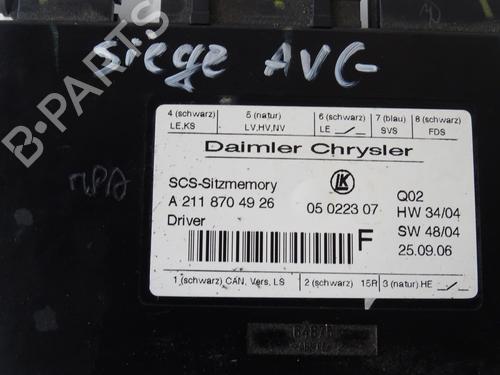 siege AVG
4 (schwarz) 5 (natur) 6 (schwarz) 7 (blau) 8 (schwarz)
LE,KS LV,HV,NV LE SVS FDS
Daimler Chrysler
SCS-Sitzmemory LK Q02
A 211 870 49 26 05 0223 07 HW 34/04
Driver F SW 48/04
25.09.06
1 (schwarz) CAN, Vers, LS 2 (schwarz) 15R 3 (natur) HE
B-PARTS